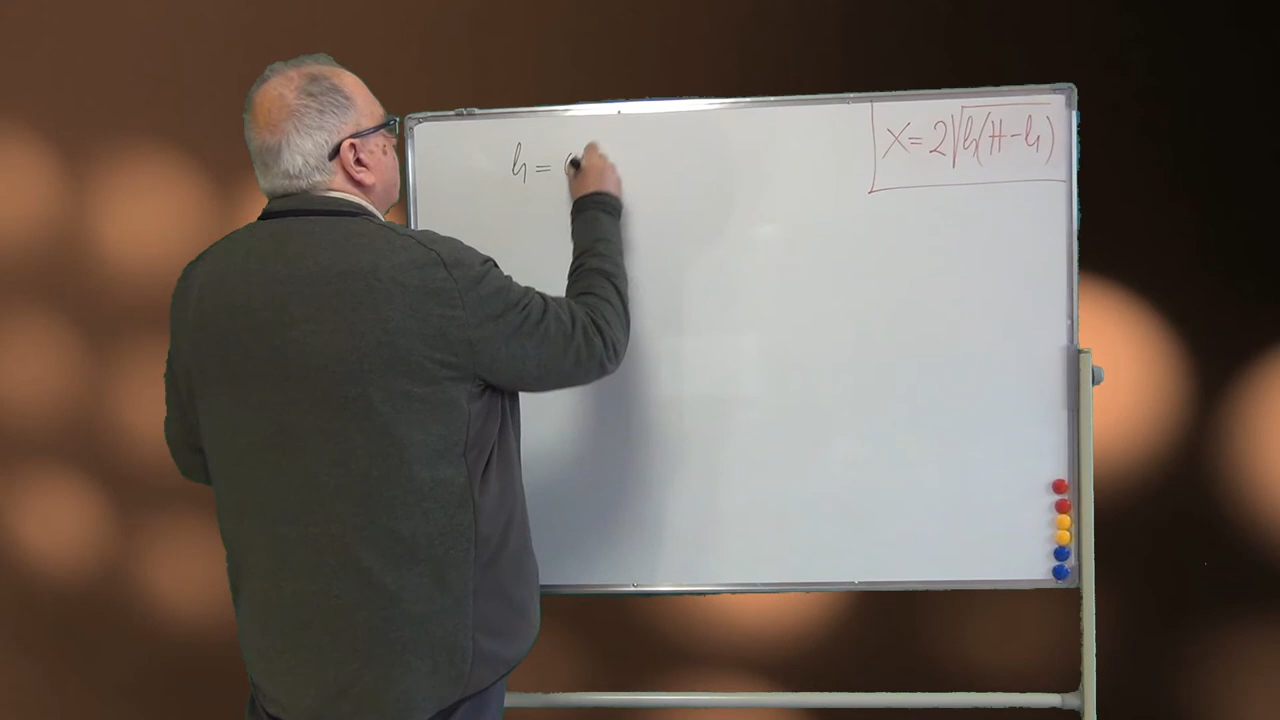 h =
X = 2√h(H-h)